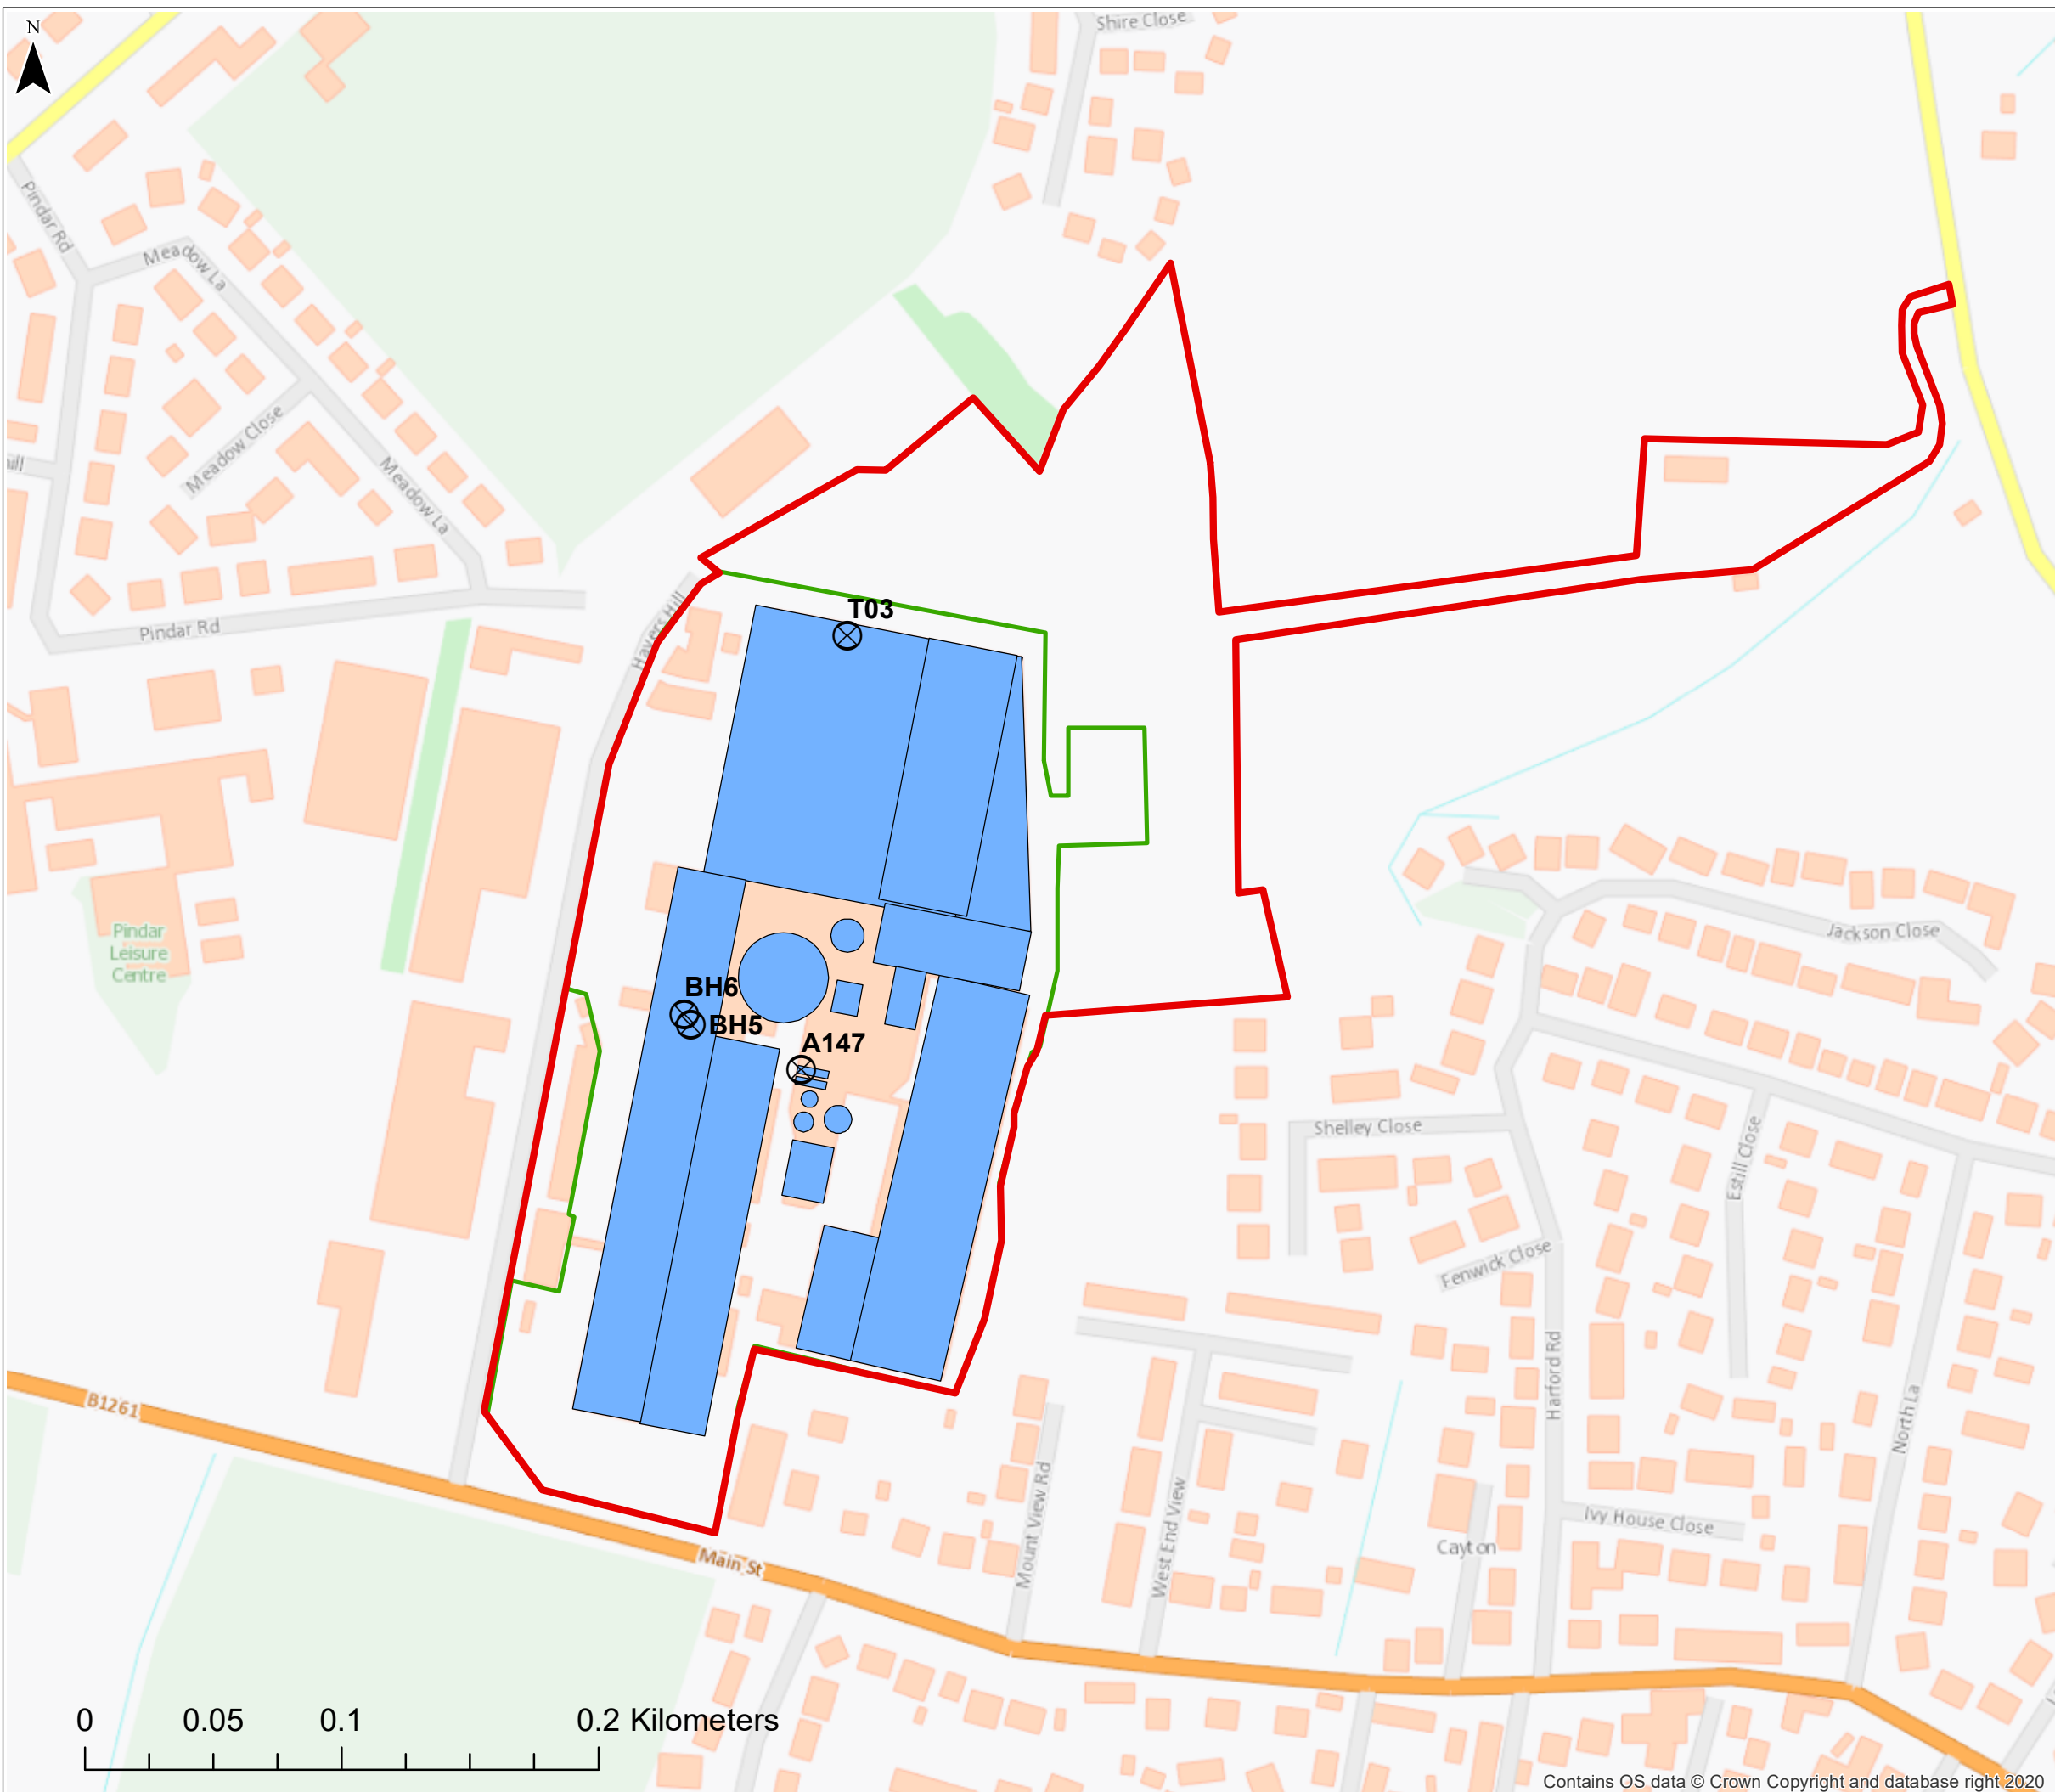 N
Shire Close
Pindar Rd
Meadow La
Meadow Close
Meadow La
Pindar Rd
Havers Hill
T03
Pindar
Leisure
Centre
BH6
BH5
A147
Jackson Close
Shelley Close
Estill Close
Fenwick Close
Harford Rd
North La
B1261
Main St
Mount View Rd
West End View
Ivy House Close
Cayton
0 0.05 0.1 0.2 Kilometers
Contains OS data © Crown Copyright and database right 2020